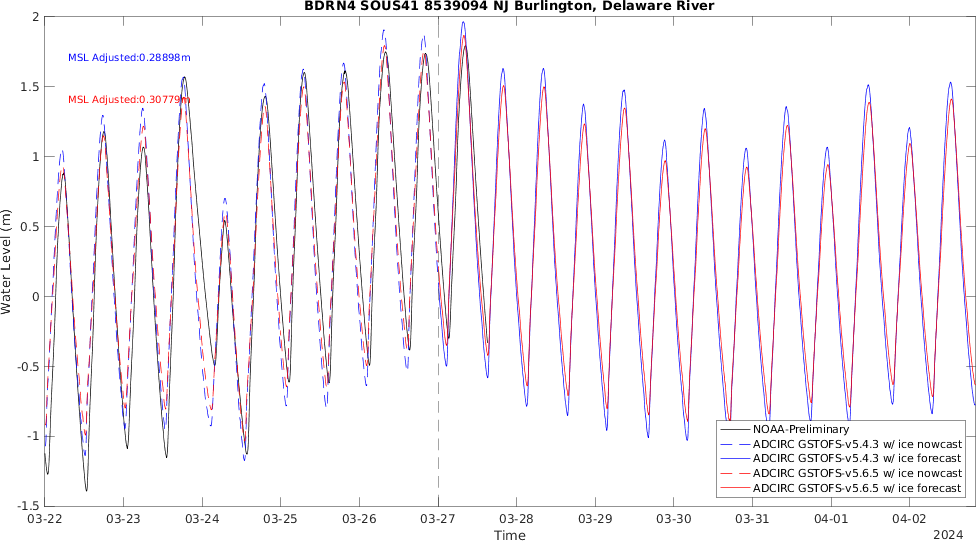 BDRN4 SOUS41 8539094 NJ Burlington, Delaware River
2
1.5
1
0.5
0
-0.5
-1
-1.5
Water Level (m)
MSL Adjusted:0.28898m
MSL Adjusted:0.30779m
NOAA-Preliminary
ADCIRC GSTOFS-v5.4.3 w/ ice nowcast
ADCIRC GSTOFS-v5.4.3 w/ ice forecast
ADCIRC GSTOFS-v5.6.5 w/ ice nowcast
ADCIRC GSTOFS-v5.6.5 w/ ice forecast
03-22 03-23 03-24 03-25 03-26 03-27 03-28 03-29 03-30 03-31 04-01 04-02
Time
2024